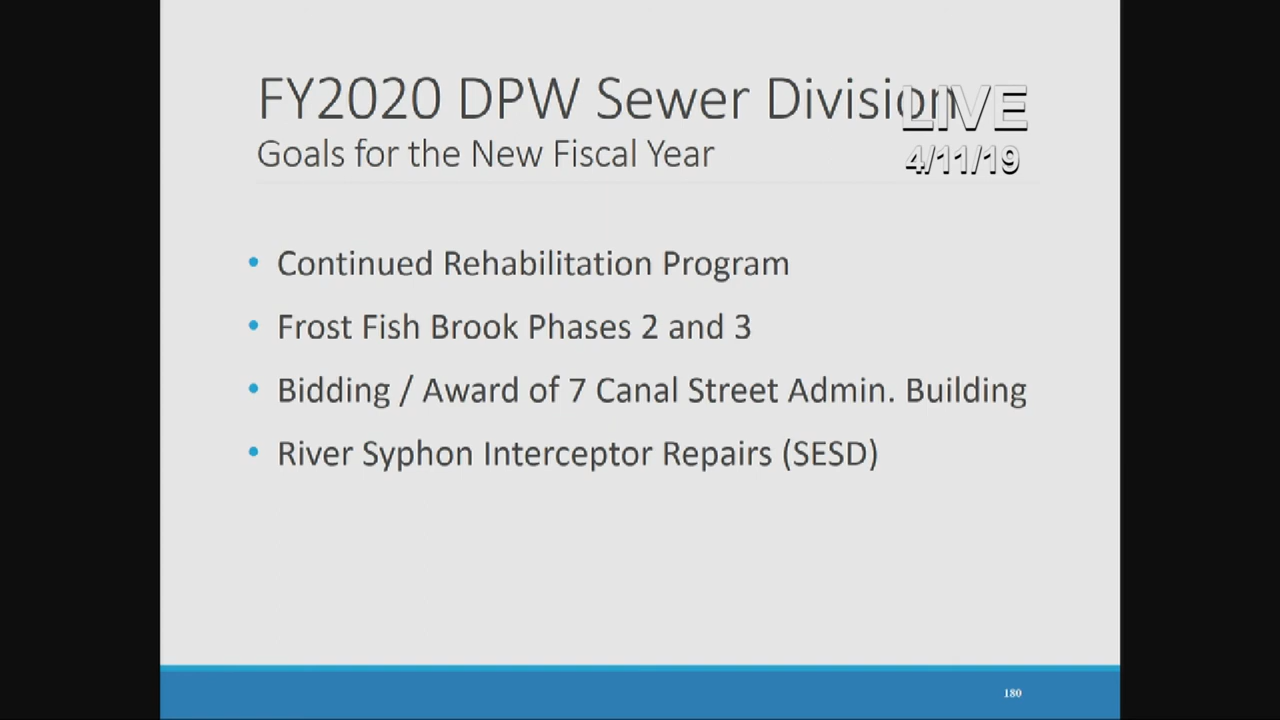 FY2020 DPW Sewer Division
LIVE
Goals for the New Fiscal Year
4/11/19
• Continued Rehabilitation Program
• Frost Fish Brook Phases 2 and 3
• Bidding / Award of 7 Canal Street Admin. Building
• River Syphon Interceptor Repairs (SESD)
180